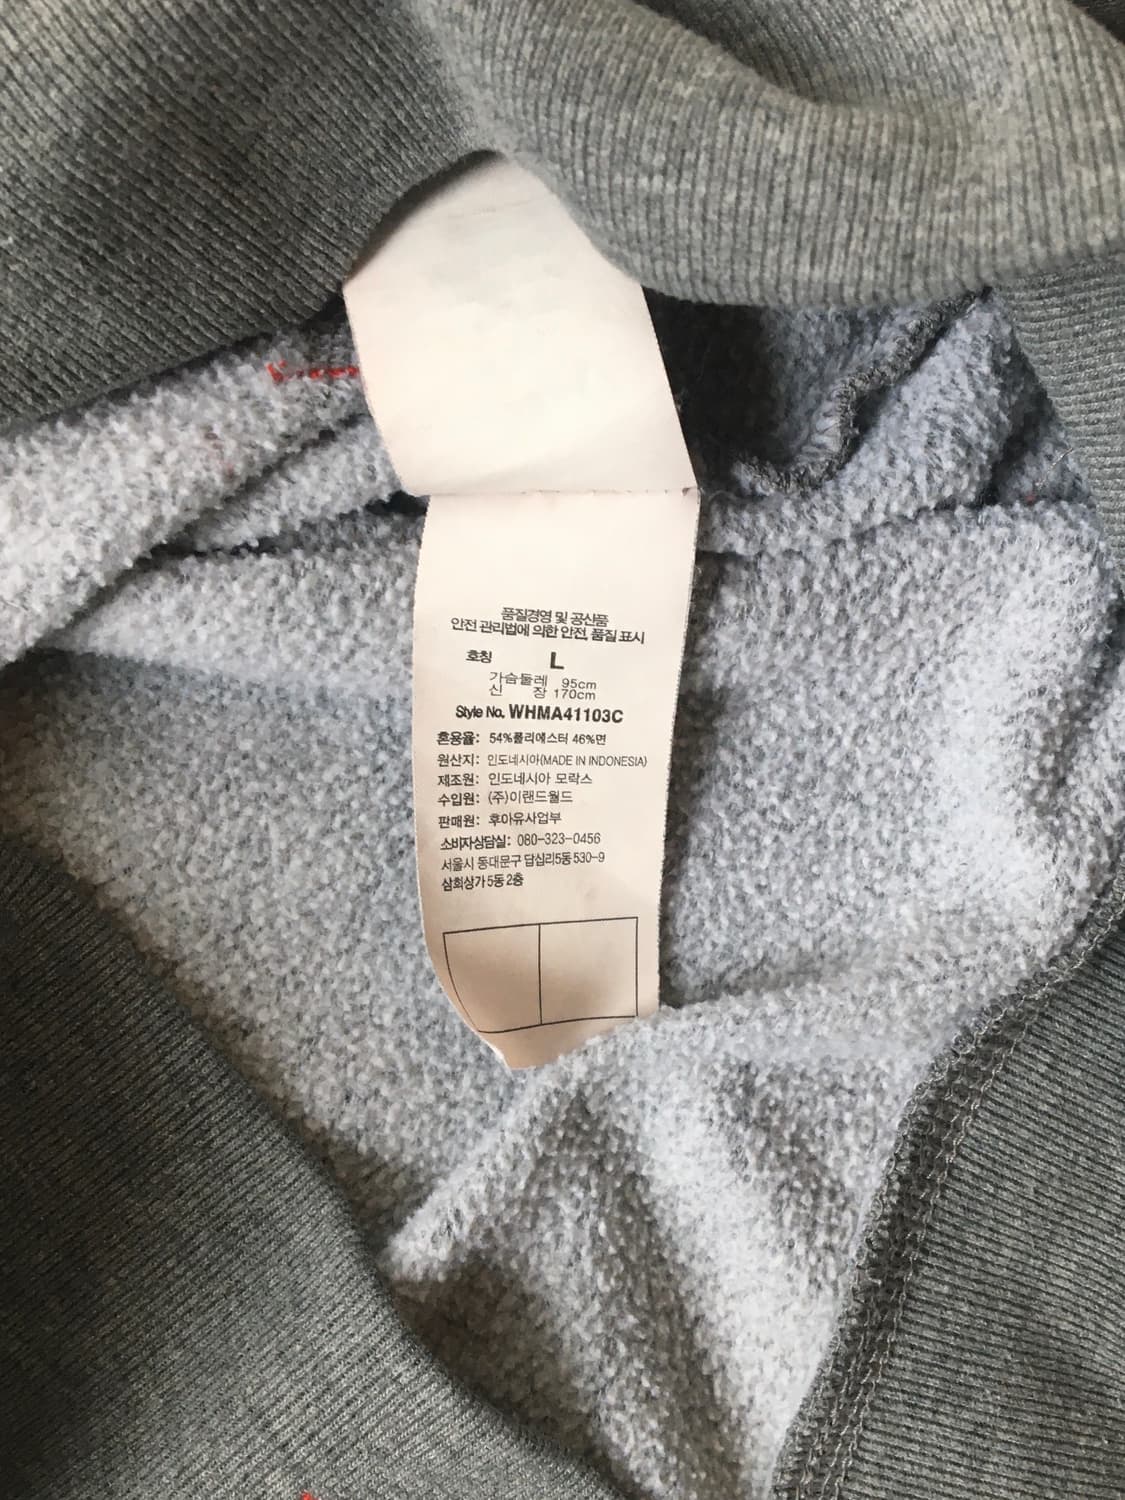 품질경영 및 공산품
안전 관리법에 의한 안전, 품질 표시
호칭 L
가슴둘레 95cm
신 장 170cm
Style No. WHMA41103C
혼용율: 54%폴리에스터 46%면
원산지: 인도네시아(MADE IN INDONESIA)
제조원: 인도네시아 모락스
수입원: (주)이랜드월드
판매원: 후아유사업부
소비자상담실: 080-323-0456
서울시 동대문구 답십리5동 530-9
삼희상가 5동 2층